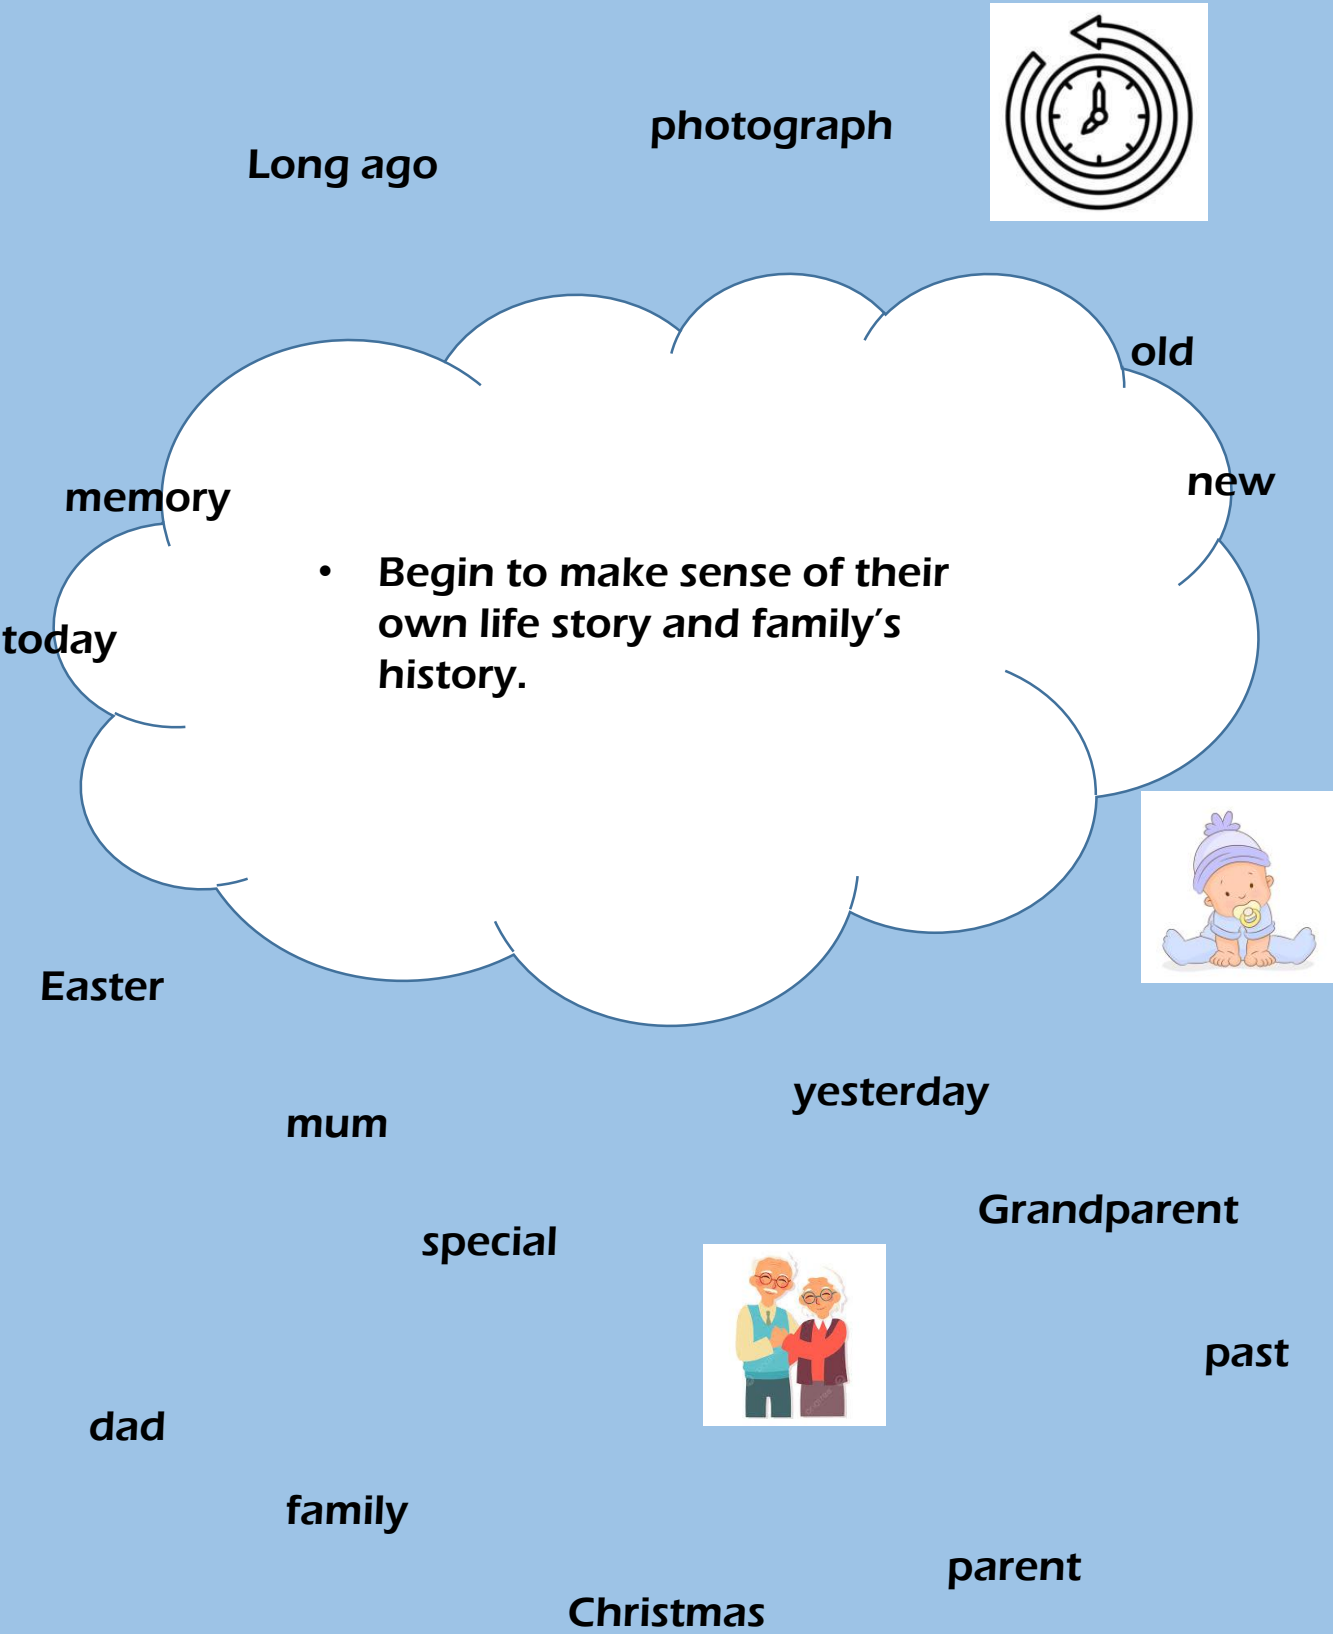 photograph
Long ago
old
new
memory
• Begin to make sense of their
own life story and family’s
history.
today
Easter
yesterday
mum
Grandparent
special
past
dad
family
parent
Christmas